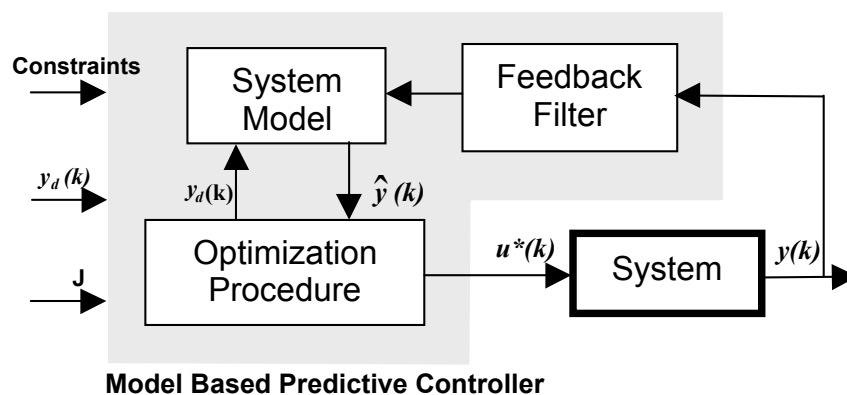 Constraints
System
Model
Feedback
Filter
y_d(k)
y_d(k)
ŷ(k)
Optimization
Procedure
u*(k)
System
y(k)
J
Model Based Predictive Controller